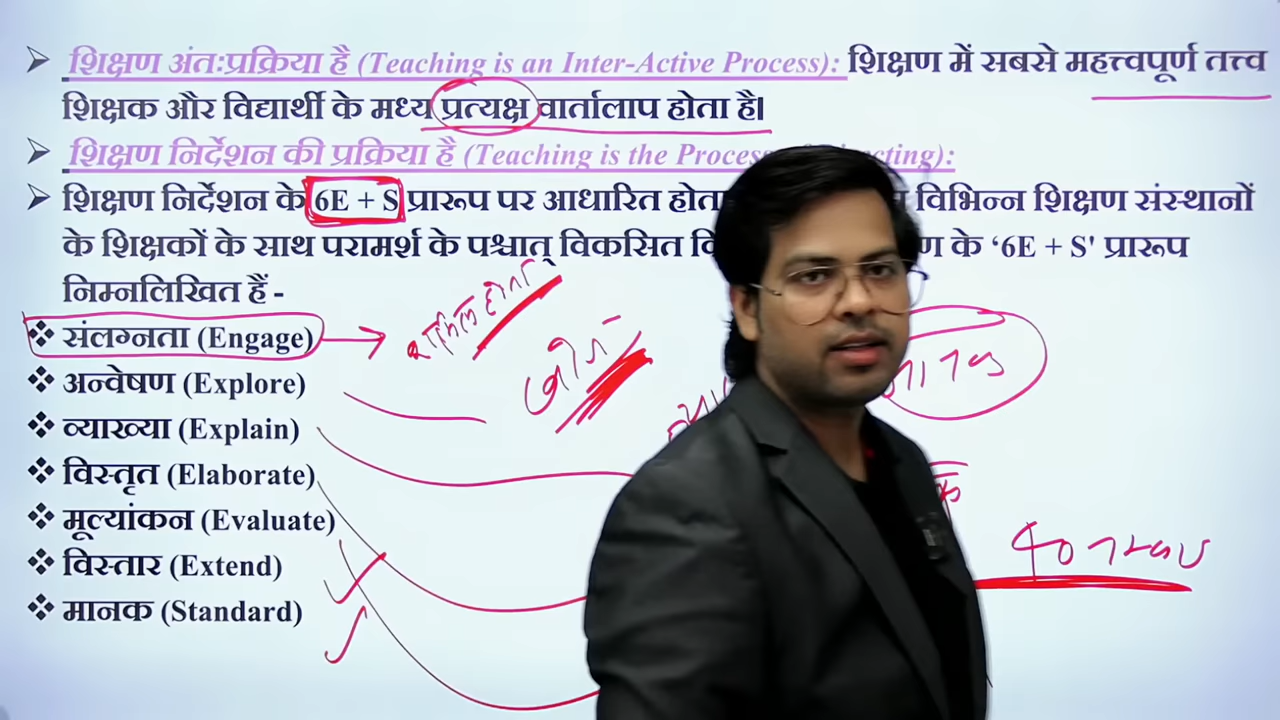 ➢ शिक्षण अंतःप्रक्रिया है (Teaching is an Inter-Active Process): शिक्षण में सबसे महत्त्वपूर्ण तत्त्व
शिक्षक और विद्यार्थी के मध्य प्रत्यक्ष वार्तालाप होता है।
➢ शिक्षण निर्देशन की प्रक्रिया है (Teaching is the Process
➢ शिक्षण निर्देशन के 6E + S प्रारूप पर आधारित विभिन्न शिक्षण संस्थानों
के शिक्षकों के साथ परामर्श के पश्चात् विकसित के ‘6E + S' प्रारूप
निम्नलिखित हैं -
❖ संलग्नता (Engage)
❖ अन्वेषण (Explore)
❖ व्याख्या (Explain)
❖ विस्तृत (Elaborate)
❖ मूल्यांकन (Evaluate)
❖ विस्तार (Extend)
❖ मानक (Standard)